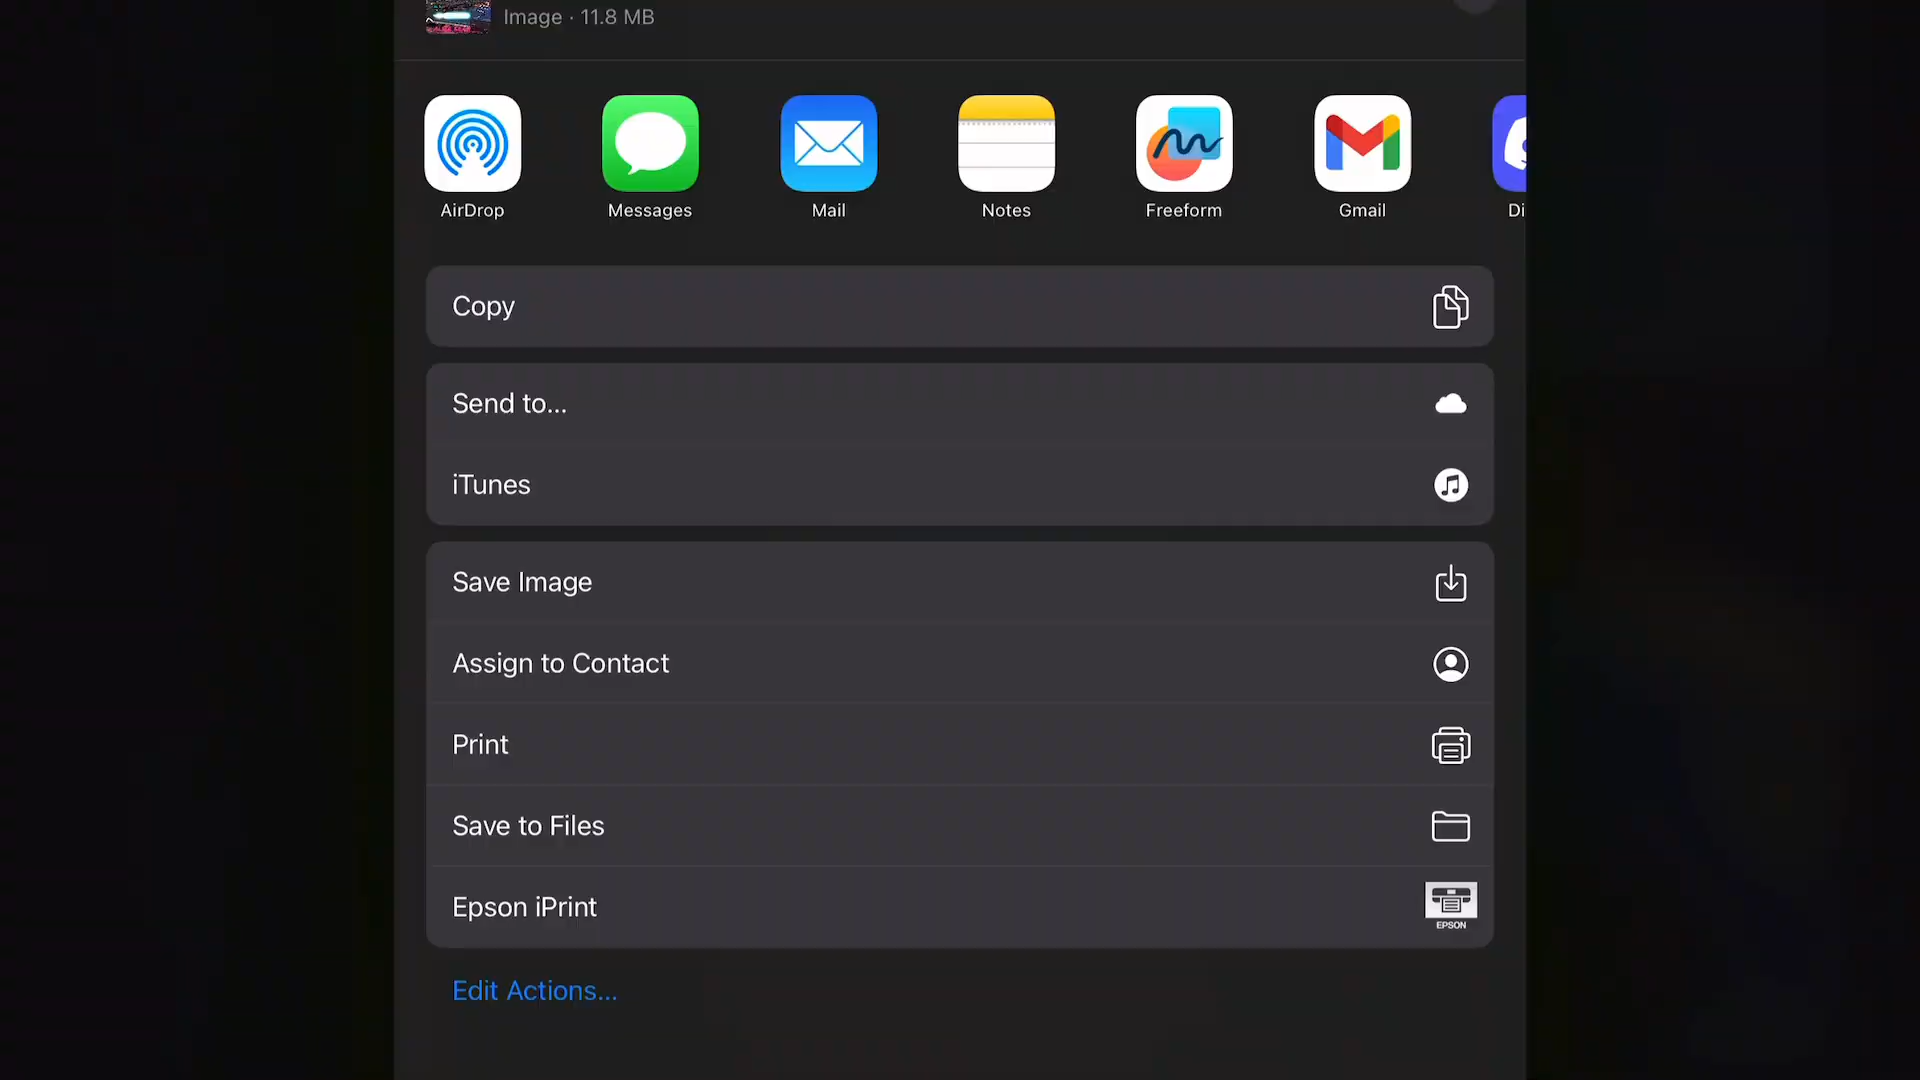 Image · 11.8 MB
AirDrop
Messages
Mail
Notes
Freeform
Gmail
Di
Copy
Send to...
iTunes
Save Image
Assign to Contact
Print
Save to Files
Epson iPrint
EPSON
Edit Actions...